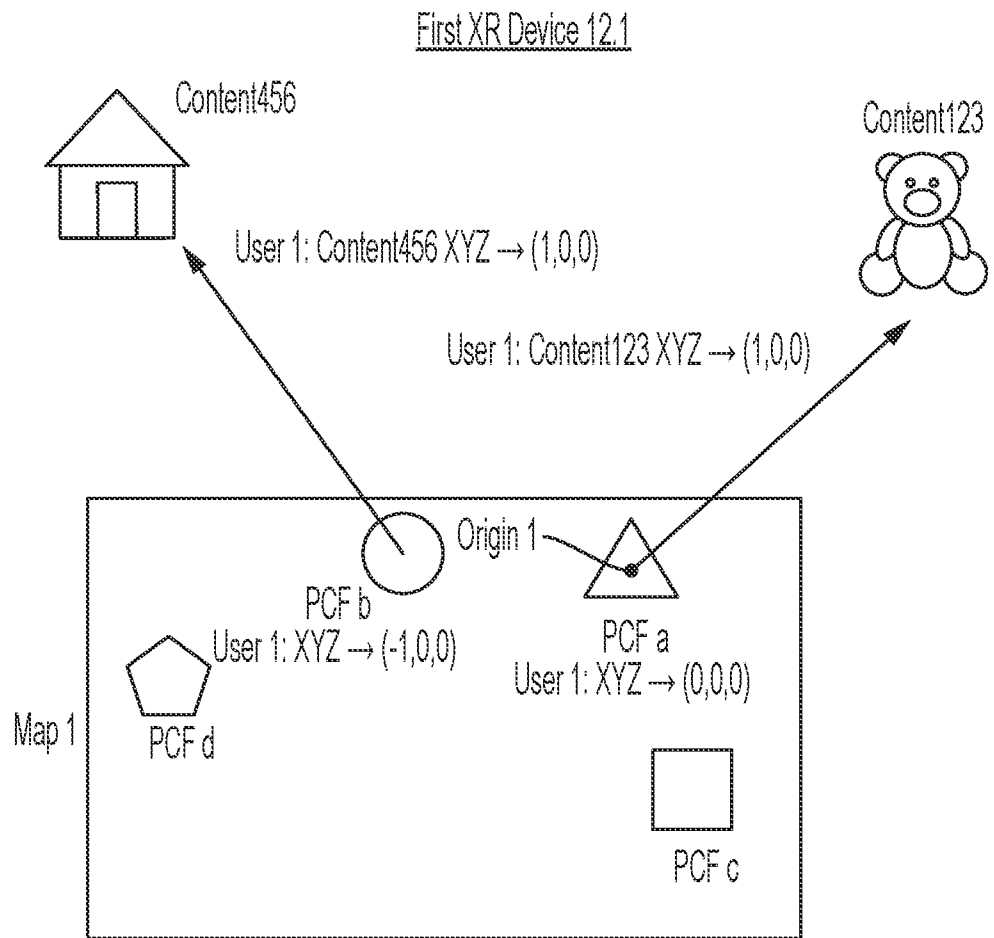 First XR Device 12.1
Content456
Content123
User 1: Content456 XYZ → (1,0,0)
User 1: Content123 XYZ → (1,0,0)
Origin 1
PCF b
User 1: XYZ → (-1,0,0)
PCF a
User 1: XYZ → (0,0,0)
Map 1
PCF d
PCF c